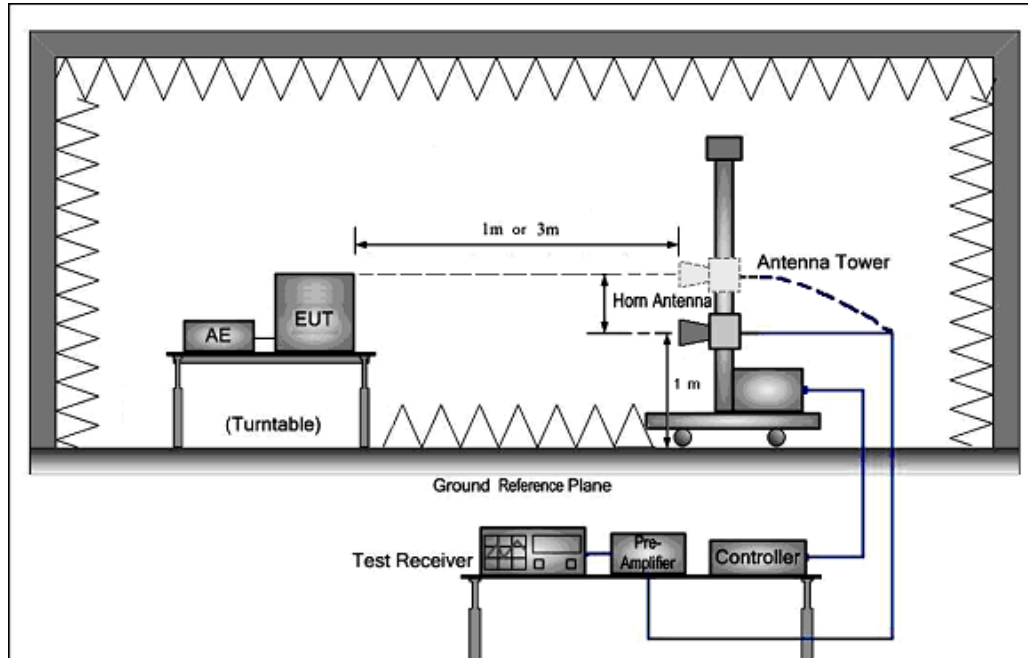 1m or 3m
Antenna Tower
Horn Antenna
EUT
AE
1 m
(Turntable)
Ground Reference Plane
Test Receiver
Pre-
Amplifier
Controller